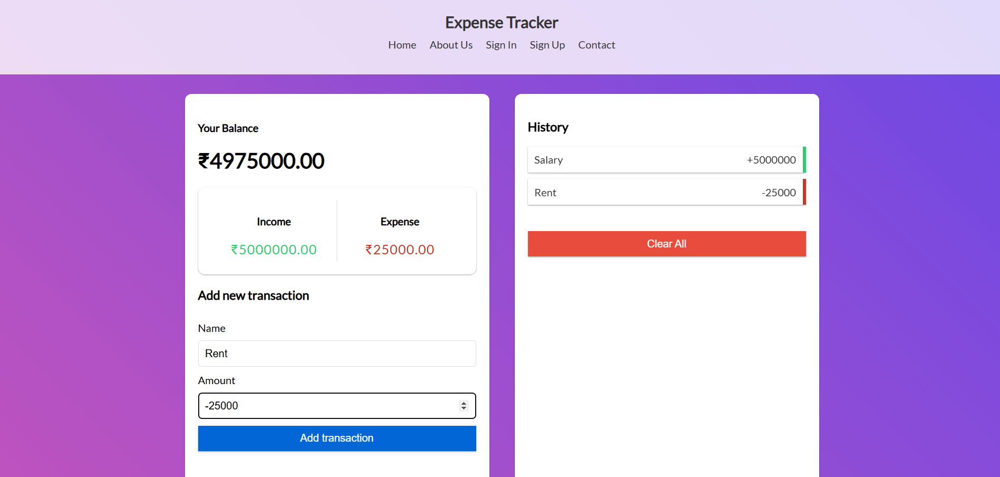 Expense Tracker
Home About Us Sign In Sign Up Contact
Your Balance
₹4975000.00
Income Expense
₹5000000.00 ₹25000.00
Add new transaction
Name
Rent
Amount
-25000
Add transaction
History
Salary +5000000
Rent -25000
Clear All